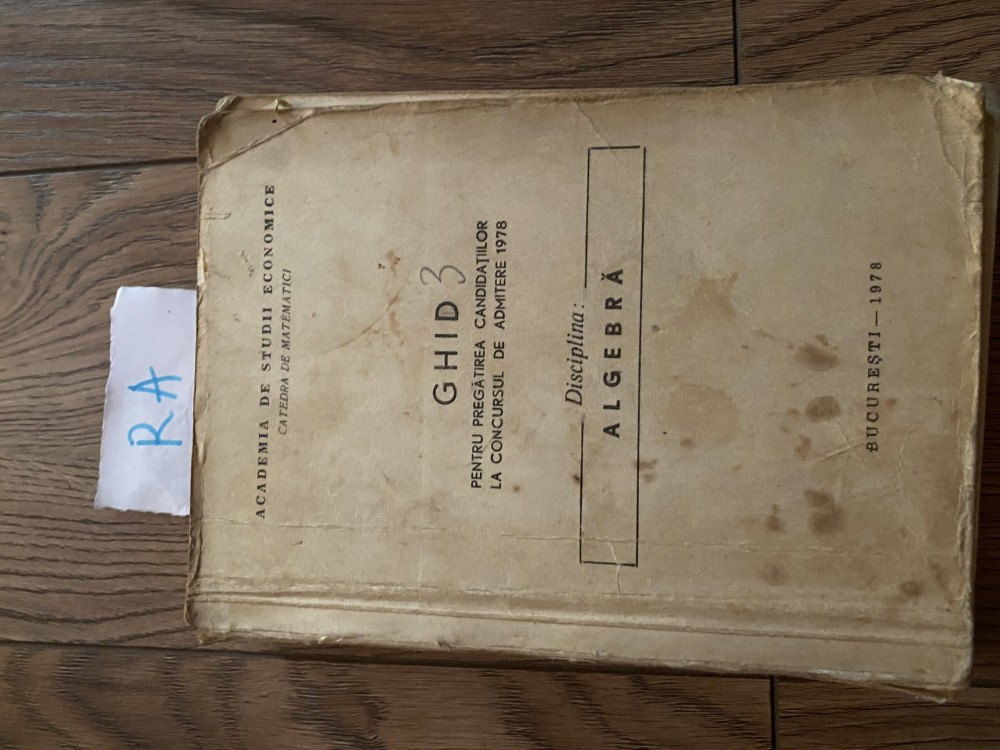 RA
ACADEMIA DE STUDII ECONOMICE
CATEDRA DE MATEMATICI
GHID 3
PENTRU PREGĂTIREA CANDIDAȚIILOR
LA CONCURSUL DE ADMITERE 1978
Disciplina:
ALGEBRĂ
BUCUREȘTI—1978